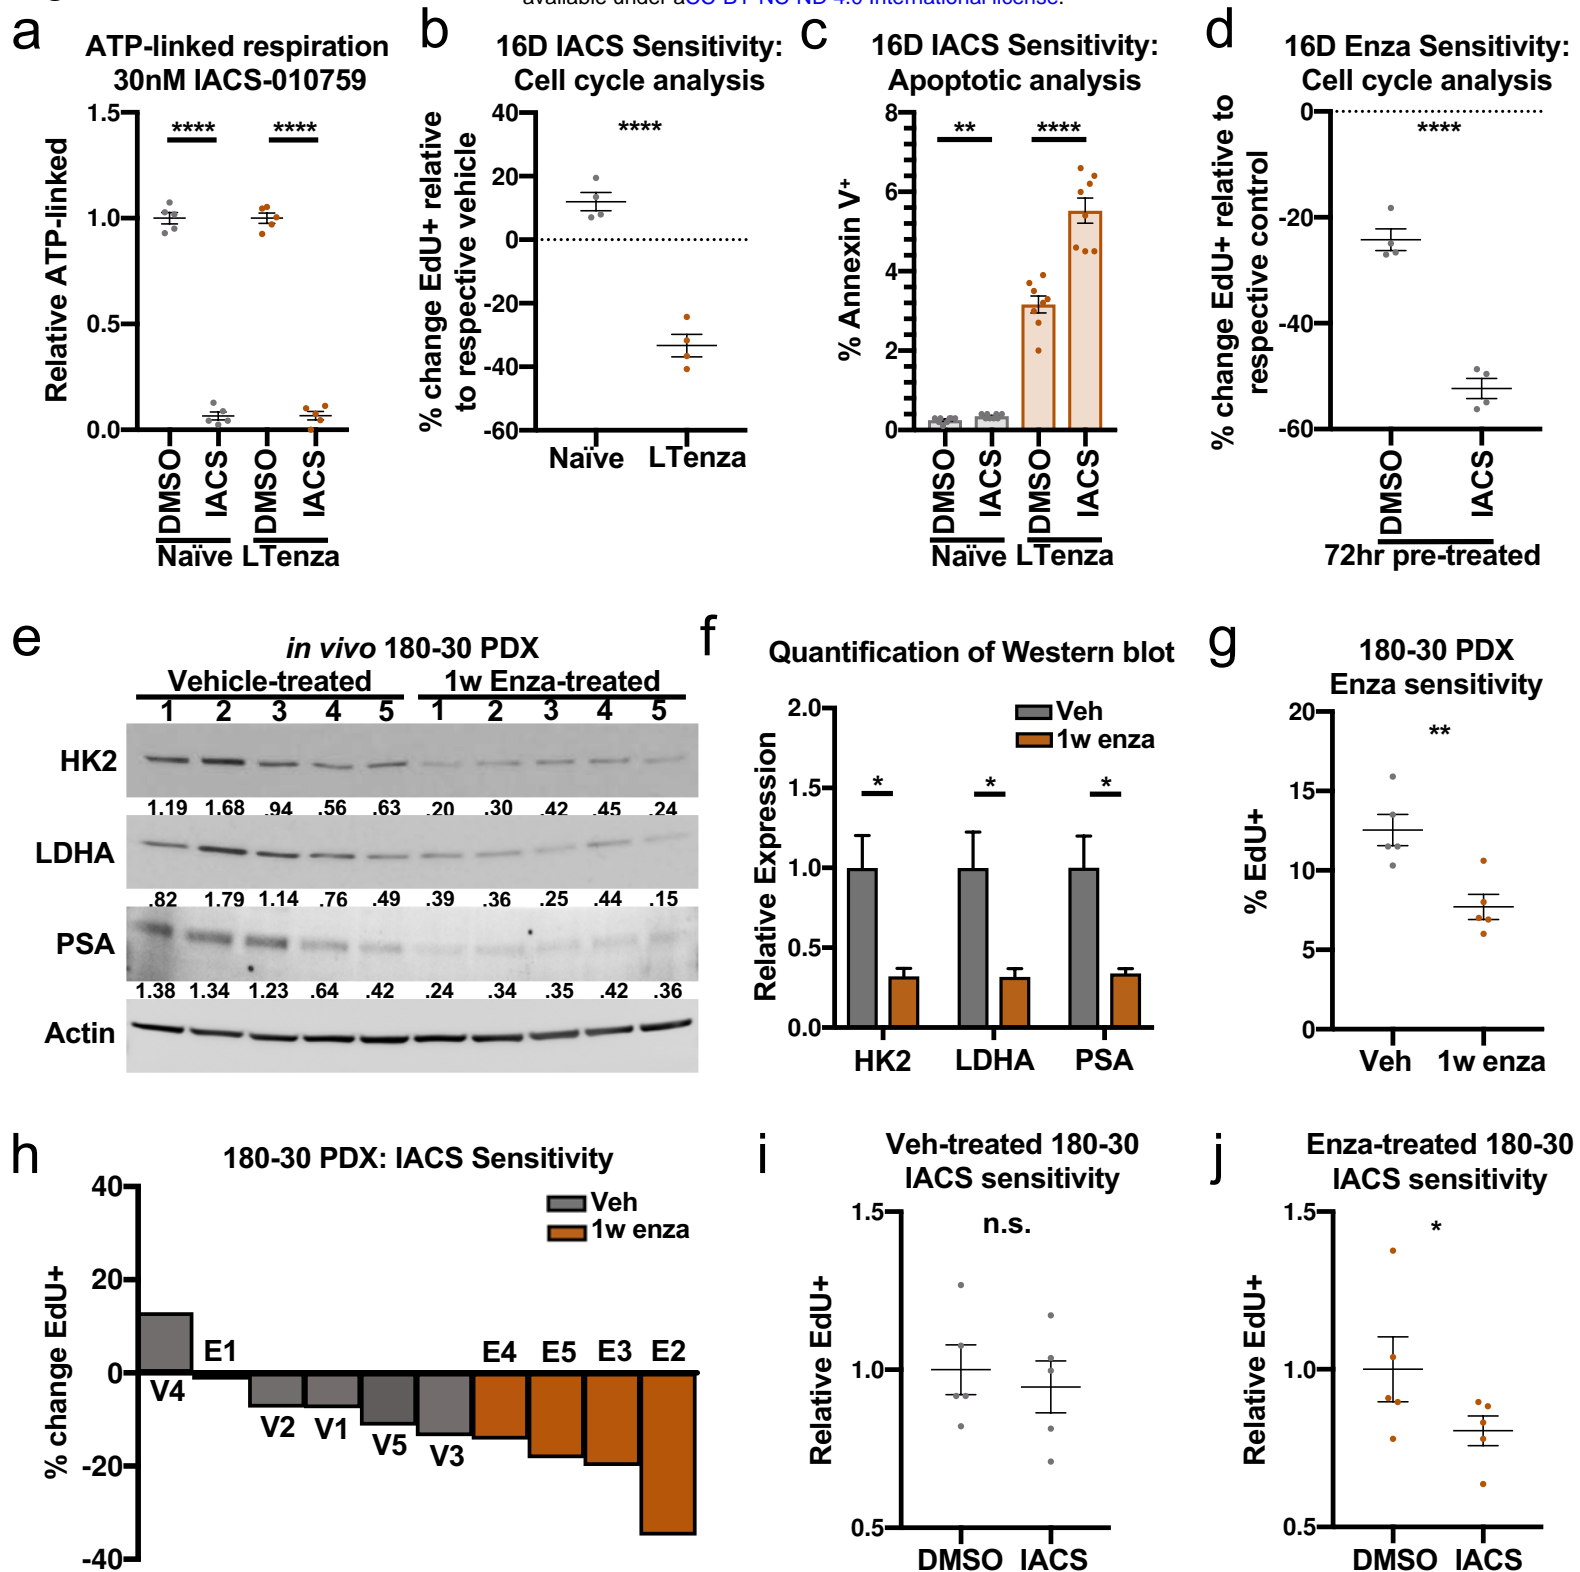 available under aCC-BY-NC-ND 4.0 International license.
a
ATP-linked respiration
30nM IACS-010759
Relative ATP-linked
1.5
1.0
0.5
0.0
**** ****
DMSO IACS DMSO IACS
Naïve LTenza
b
16D IACS Sensitivity:
Cell cycle analysis
% change EdU+ relative
to respective vehicle
40
20
0
-20
-40
-60
****
Naïve LTenza
c
16D IACS Sensitivity:
Apoptotic analysis
% Annexin V+
8
6
4
2
0
** ****
DMSO IACS DMSO IACS
Naïve LTenza
d
16D Enza Sensitivity:
Cell cycle analysis
% change EdU+ relative to
respective control
0
-20
-40
-60
****
DMSO IACS
72hr pre-treated
e
in vivo 180-30 PDX
Vehicle-treated 1w Enza-treated
1 2 3 4 5 1 2 3 4 5
HK2
1.19 1.68 .94 .56 .63 .20 .30 .42 .45 .24
LDHA
.82 1.79 1.14 .76 .49 .39 .36 .25 .44 .15
PSA
1.38 1.34 1.23 .64 .42 .24 .34 .35 .42 .36
Actin
f
Quantification of Western blot
Relative Expression
2.0
1.5
1.0
0.5
0.0
Veh
1w enza
* * *
HK2 LDHA PSA
g
180-30 PDX
Enza sensitivity
% EdU+
20
15
10
5
0
**
Veh 1w enza
h
180-30 PDX: IACS Sensitivity
% change EdU+
40
20
0
-20
-40
Veh
1w enza
V4 E1 V2 V1 V5 V3 E4 E5 E3 E2
i
Veh-treated 180-30
IACS sensitivity
Relative EdU+
1.5
1.0
0.5
n.s.
DMSO IACS
j
Enza-treated 180-30
IACS sensitivity
Relative EdU+
1.5
1.0
0.5
*
DMSO IACS